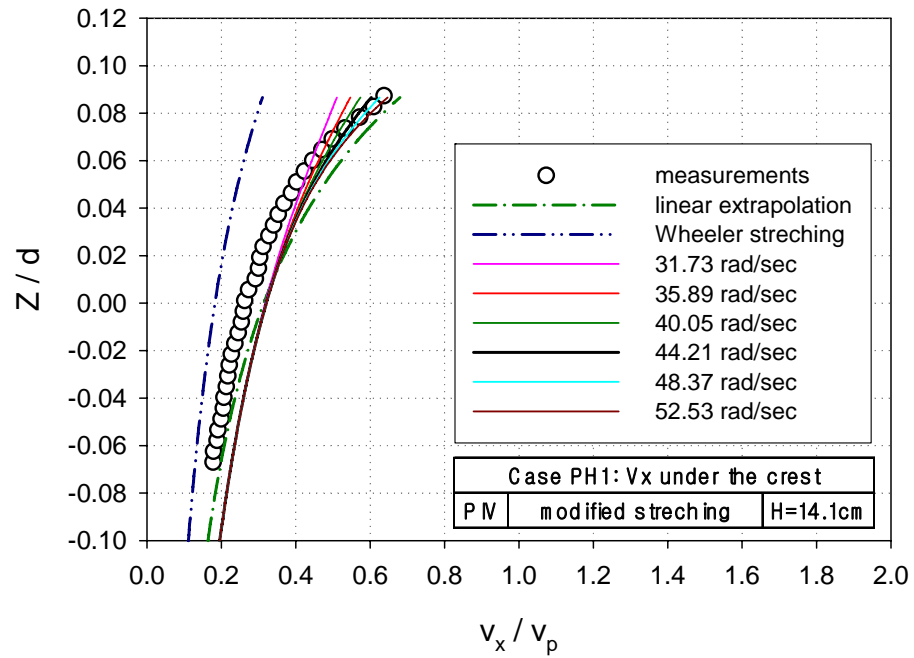 0.12
0.10
0.08
0.06
0.04
0.02
0.00
-0.02
-0.04
-0.06
-0.08
-0.10
Z / d
measurements
linear extrapolation
Wheeler streching
31.73 rad/sec
35.89 rad/sec
40.05 rad/sec
44.21 rad/sec
48.37 rad/sec
52.53 rad/sec
Case PH1: Vx under the crest
PIV modified streching H=14.1cm
0.0 0.2 0.4 0.6 0.8 1.0 1.2 1.4 1.6 1.8 2.0
v_x / v_p